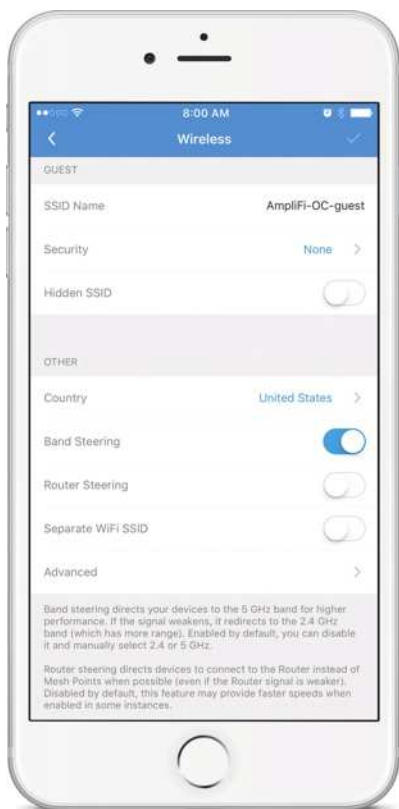 8:00 AM
Wireless
GUEST
SSID Name AmpliFi-OC-guest
Security None
Hidden SSID
OTHER
Country United States
Band Steering
Router Steering
Separate WiFi SSID
Advanced
Band steering directs your devices to the 5 GHz band for higher
performance. If the signal weakens, it redirects to the 2.4 GHz
band (which has more range). Enabled by default, you can disable
it and manually select 2.4 or 5 GHz.
Router steering directs devices to connect to the Router instead of
Mesh Points when possible (even if the Router signal is weaker).
Disabled by default, this feature may provide faster speeds when
enabled in some instances.